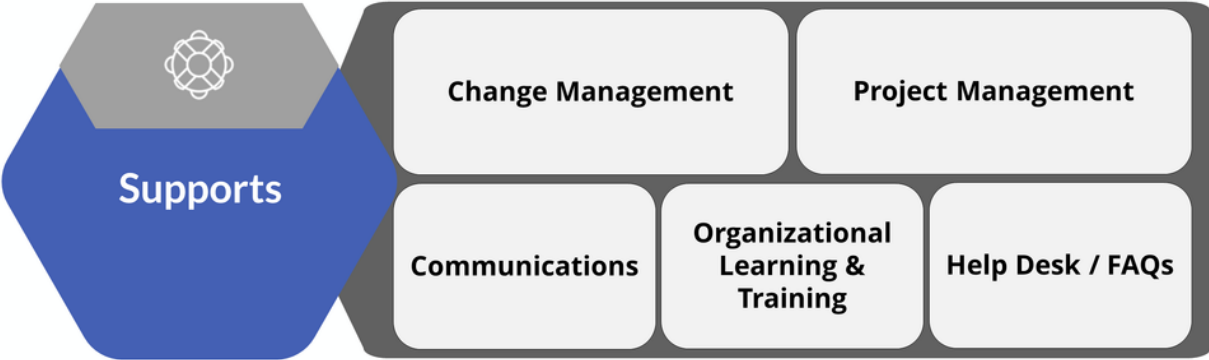 Supports
Change Management
Project Management
Communications
Organizational
Learning &
Training
Help Desk / FAQs